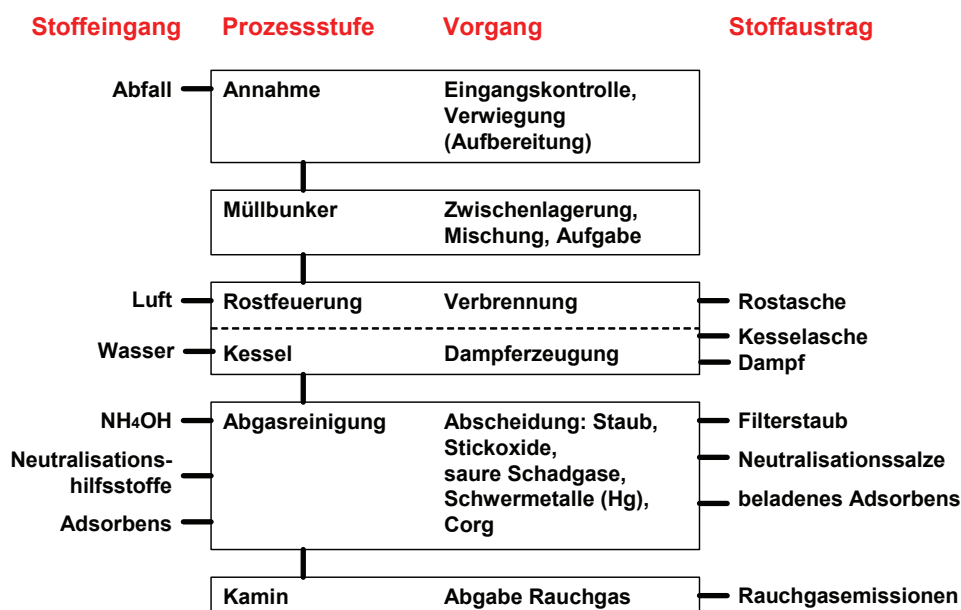 Stoffeingang Prozessstufe Vorgang Stoffaustrag
Abfall Annahme Eingangskontrolle,
Verwiegung
(Aufbereitung)
Müllbunker Zwischenlagerung,
Mischung, Aufgabe
Luft Rostfeuerung Verbrennung Rostasche
Kesselasche
Wasser Kessel Dampferzeugung Dampf
NH4OH Abgasreinigung Abscheidung: Staub, Filterstaub
Stickoxide,
Neutralisations- saure Schadgase, Neutralisationssalze
hilfsstoffe Schwermetalle (Hg), beladenes Adsorbens
Adsorbens Corg
Kamin Abgabe Rauchgas Rauchgasemissionen